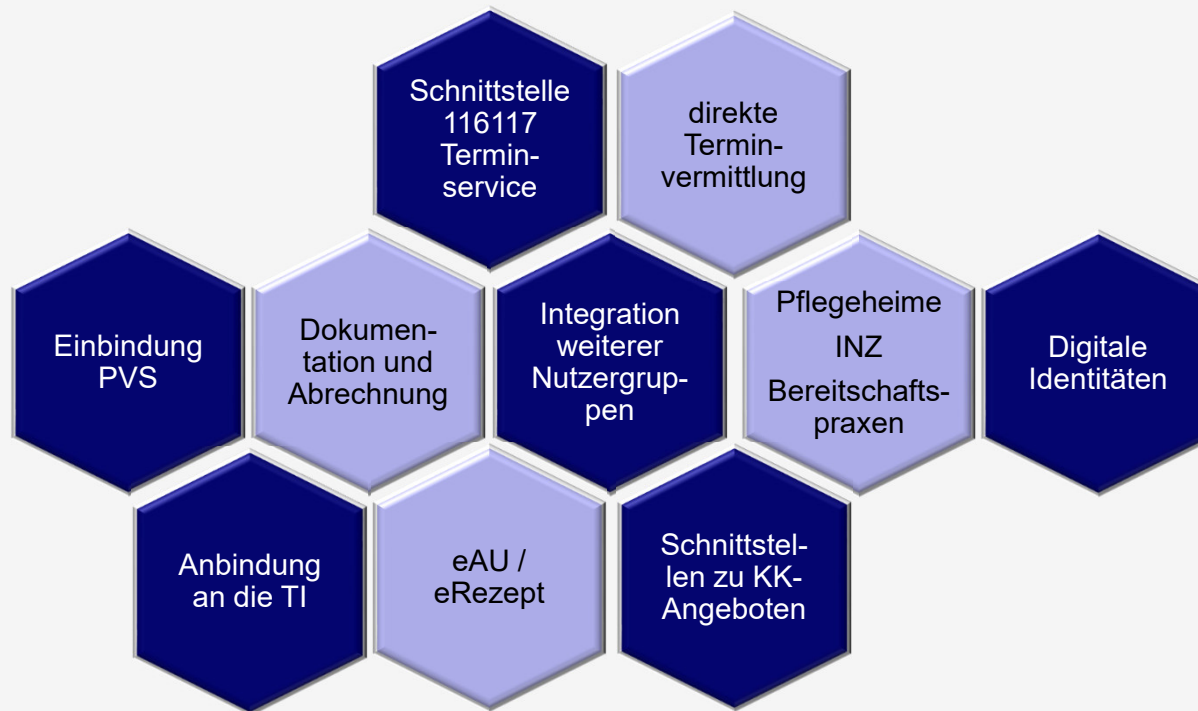 Schnittstelle
116117
Termin-
service
direkte
Termin-
vermittlung
Einbindung
PVS
Dokumen-
tation und
Abrechnung
Integration
weiterer
Nutzergrup-
pen
Pflegeheime
INZ
Bereitschafts-
praxen
Digitale
Identitäten
Anbindung
an die TI
eAU /
eRezept
Schnittstel-
len zu KK-
Angeboten